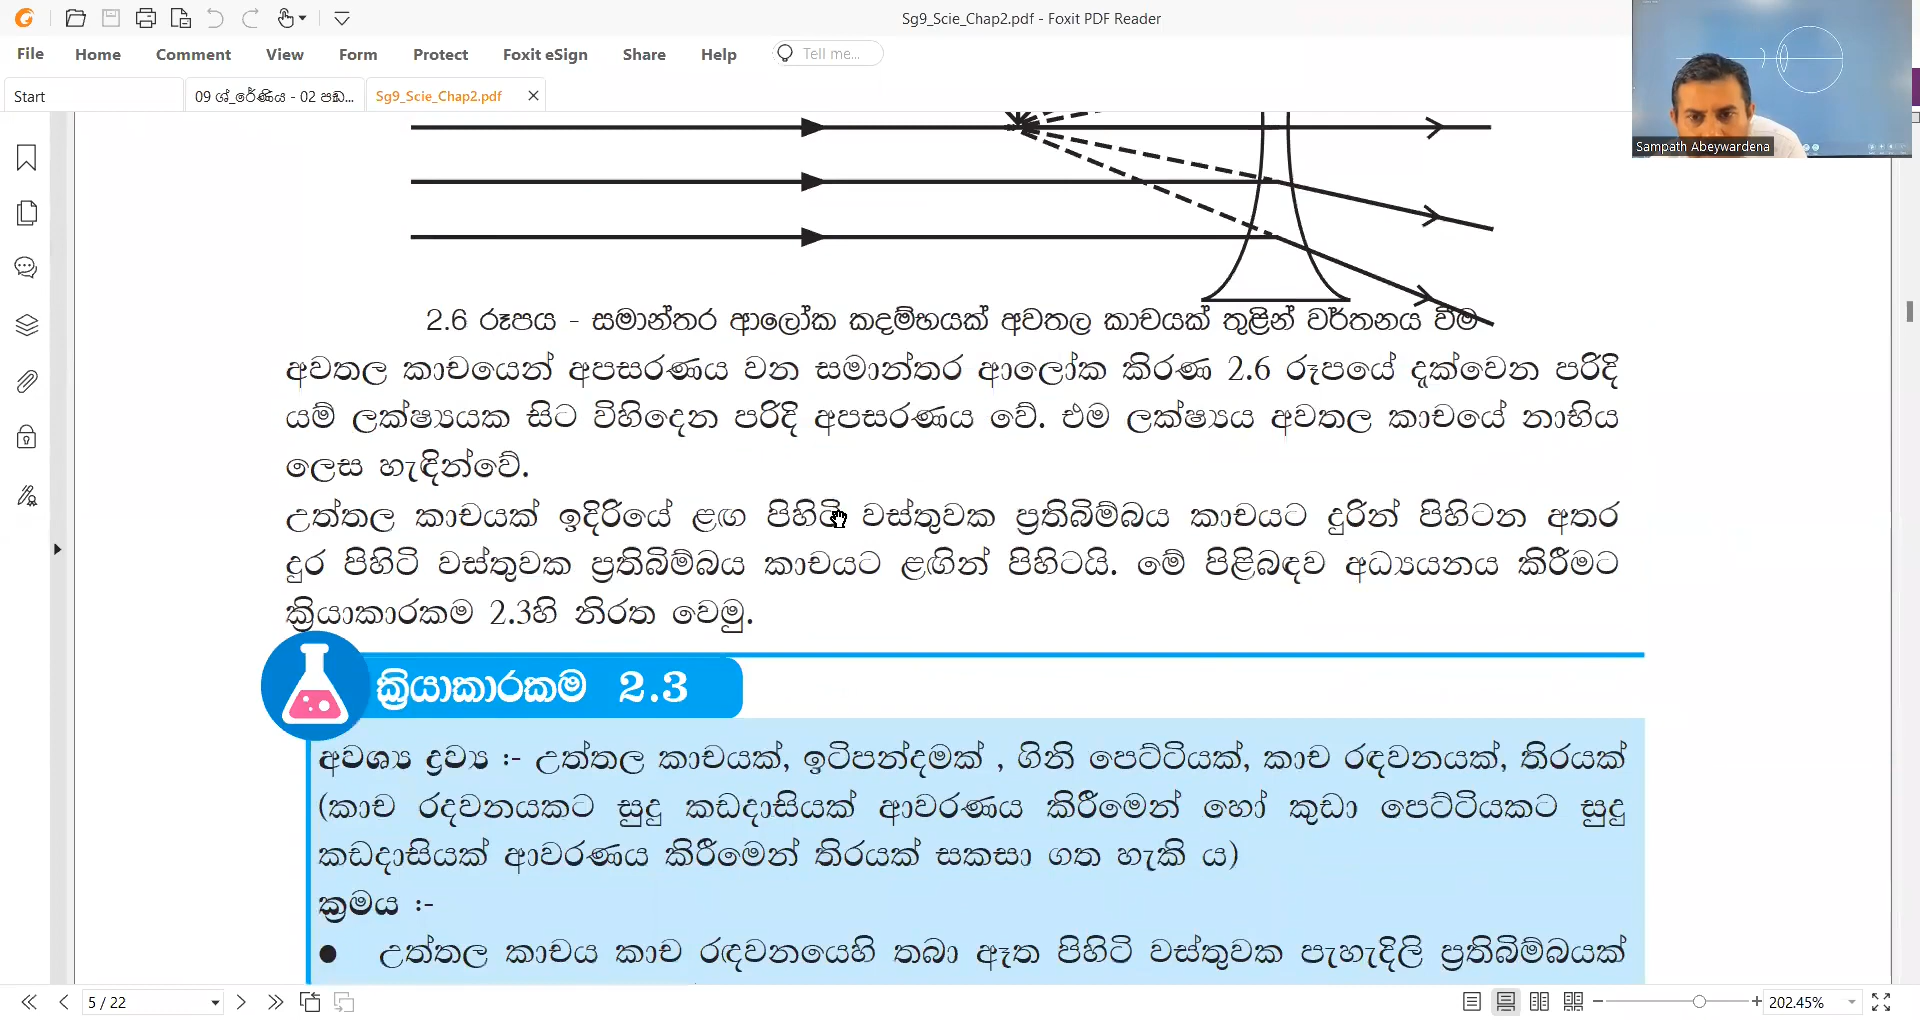 Sg9_Scie_Chap2.pdf - Foxit PDF Reader
File Home Comment View Form Protect Foxit eSign Share Help Tell me...
Start 09 ශ්‍රේණිය - 02 පාඩ... Sg9_Scie_Chap2.pdf
Sampath Abeywardena
2.6 රූපය - සමාන්තර ආලෝක කදම්භයක් අවතල කාචයක් තුළින් වර්තනය වීම
අවතල කාචයෙන් අපසරණය වන සමාන්තර ආලෝක කිරණ 2.6 රූපයේ දැක්වෙන පරිදි
යම් ලක්ෂ්‍යයක සිට විහිදෙන පරිදි අපසරණය වේ. එම ලක්ෂ්‍යය අවතල කාචයේ නාභිය
ලෙස හැඳින්වේ.
උත්තල කාචයක් ඉදිරියේ ළඟ පිහිටි වස්තුවක ප්‍රතිබිම්බය කාචයට දුරින් පිහිටන අතර
දුර පිහිටි වස්තුවක ප්‍රතිබිම්බය කාචයට ළඟින් පිහිටයි. මේ පිළිබඳව අධ්‍යයනය කිරීමට
ක්‍රියාකාරකම 2.3හි නිරත වෙමු.
ක්‍රියාකාරකම 2.3
අවශ්‍ය ද්‍රව්‍ය :- උත්තල කාචයක්, ඉටිපන්දමක් , ගිනි පෙට්ටියක්, කාච රඳවනයක්, තිරයක්
(කාච රදවනයකට සුදු කඩදාසියක් ආවරණය කිරීමෙන් හෝ කුඩා පෙට්ටියකට සුදු
කඩදාසියක් ආවරණය කිරීමෙන් තිරයක් සකසා ගත හැකි ය)
ක්‍රමය :-
● උත්තල කාචය කාච රඳවනයෙහි තබා ඈත පිහිටි වස්තුවක පැහැදිලි ප්‍රතිබිම්බයක්
5 / 22 202.45%